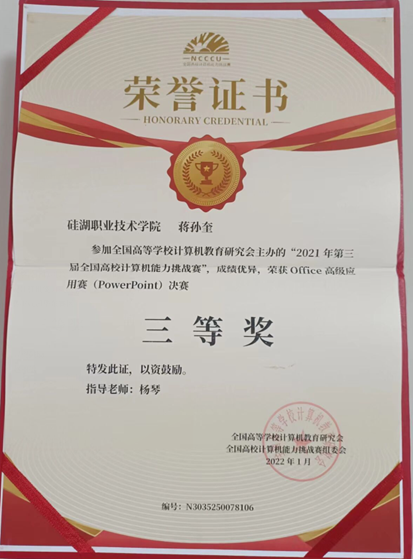 NCCCU
荣誉证书
HONORARY CREDENTIAL
硅湖职业技术学院 蒋孙奎
参加全国高等学校计算机教育研究会主办的“2021年第三
届全国高校计算机能力挑战赛”，成绩优异，荣获Office高级应
用赛（PowerPoint）决赛
三等奖
特发此证，以资鼓励。
指导老师：杨琴
全国高等学校计算机教育研究会
全国高校计算机能力挑战赛组委会
2022年1月
编号：N3035250078106